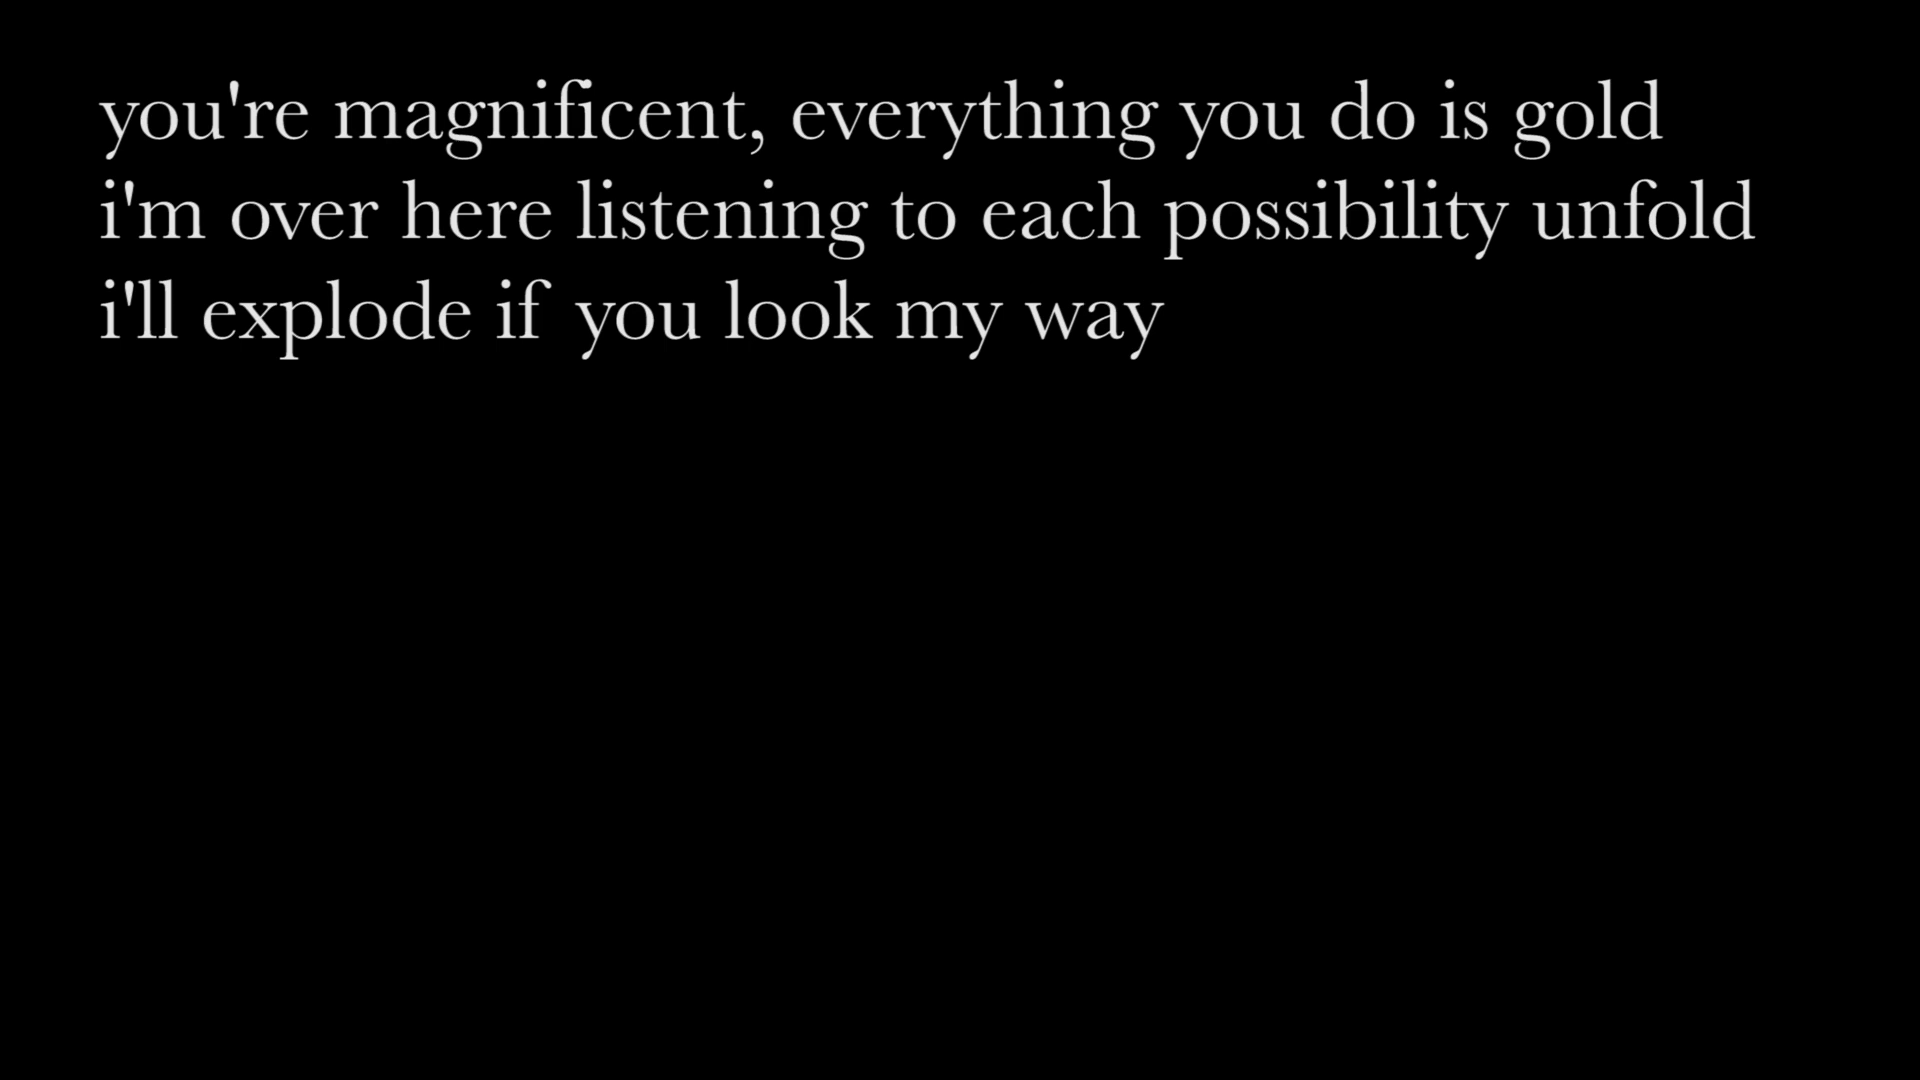 you're magnificent, everything you do is gold
i'm over here listening to each possibility unfold
i'll explode if you look my way